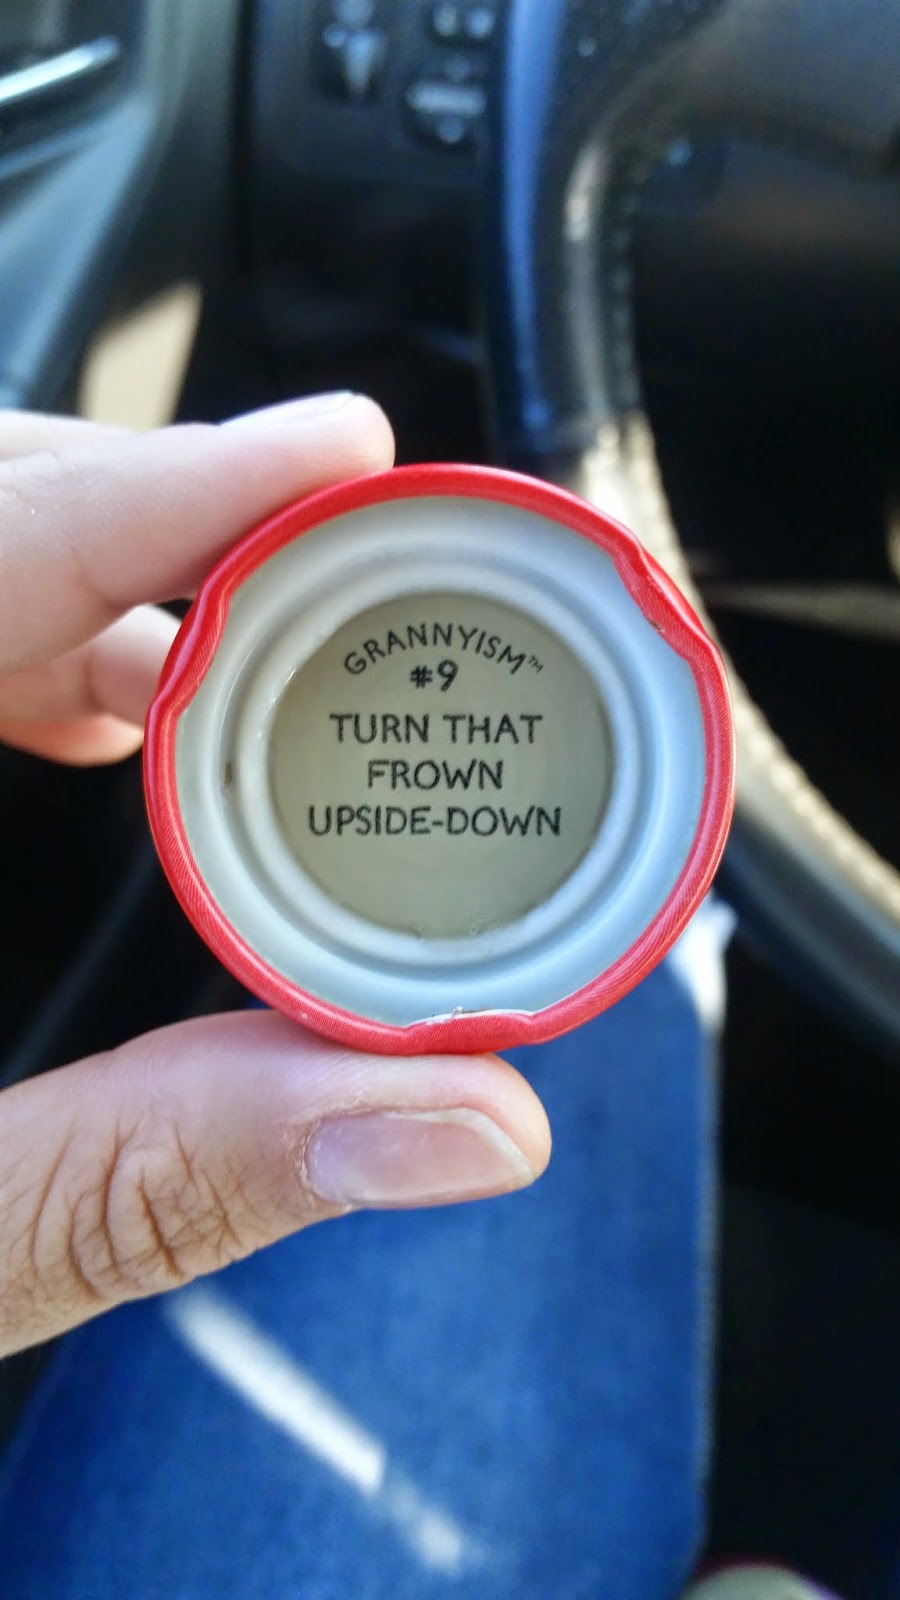 GRANNYISM™
#9
TURN THAT
FROWN
UPSIDE-DOWN